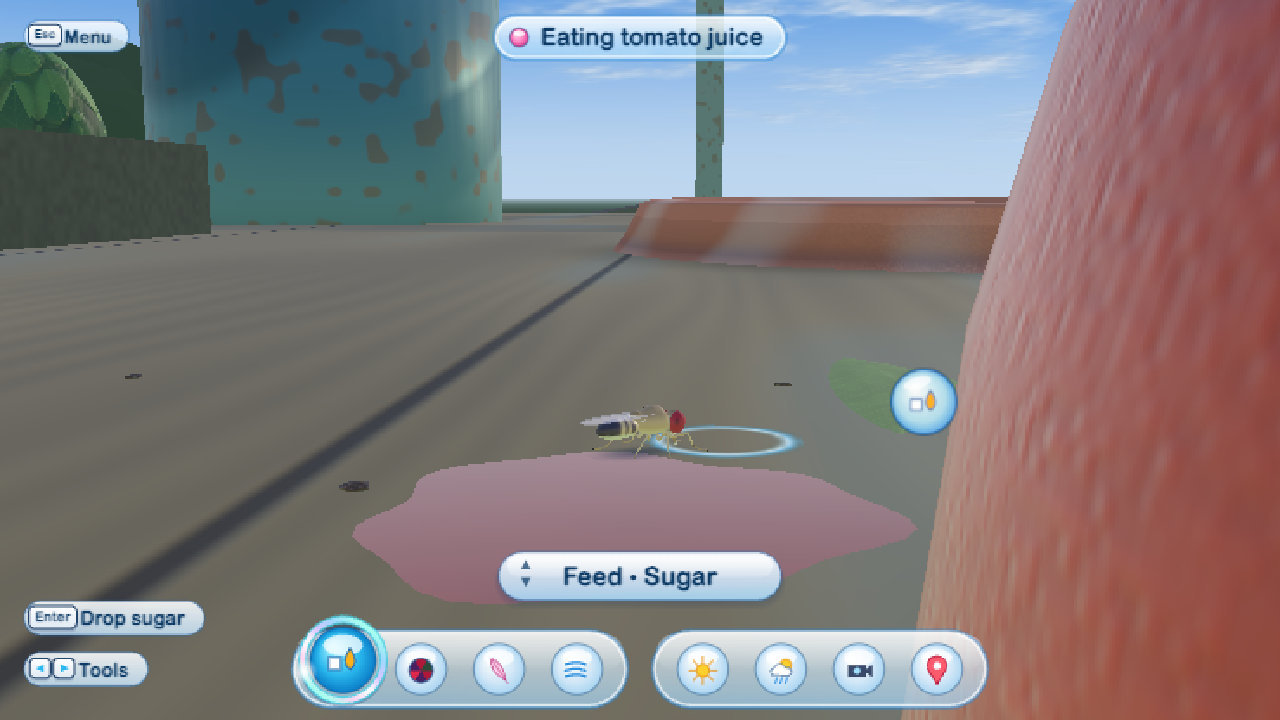 Esc Menu
Eating tomato juice
Feed · Sugar
Enter Drop sugar
Tools